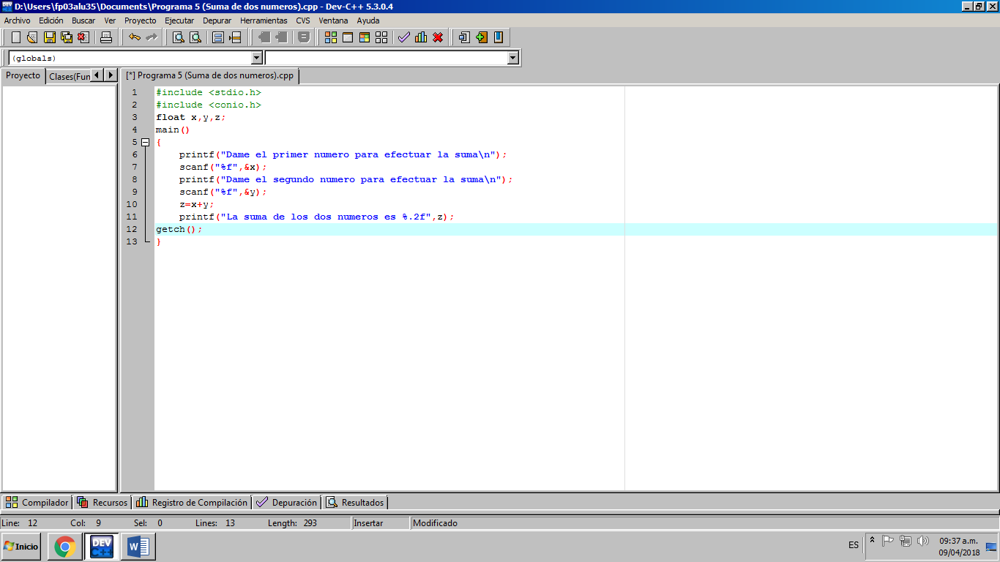 D:\Users\fp03alu35\Documents\Programa 5 (Suma de dos numeros).cpp - Dev-C++ 5.3.0.4
Archivo Edición Buscar Ver Proyecto Ejecutar Depurar Herramientas CVS Ventana Ayuda
(globals)
Proyecto Clases(Fun [*] Programa 5 (Suma de dos numeros).cpp
1 #include <stdio.h>
2 #include <conio.h>
3 float x,y,z;
4 main()
5 {
6 printf("Dame el primer numero para efectuar la suma\n");
7 scanf("%f",&x);
8 printf("Dame el segundo numero para efectuar la suma\n");
9 scanf("%f",&y);
10 z=x+y;
11 printf("La suma de los dos numeros es %.2f",z);
12 getch();
13 }
Compilador Recursos Registro de Compilación Depuración Resultados
Line: 12 Col: 9 Sel: 0 Lines: 13 Length: 293 Insertar Modificado
Inicio DEV C++ W ES 09:37 a.m.
09/04/2018